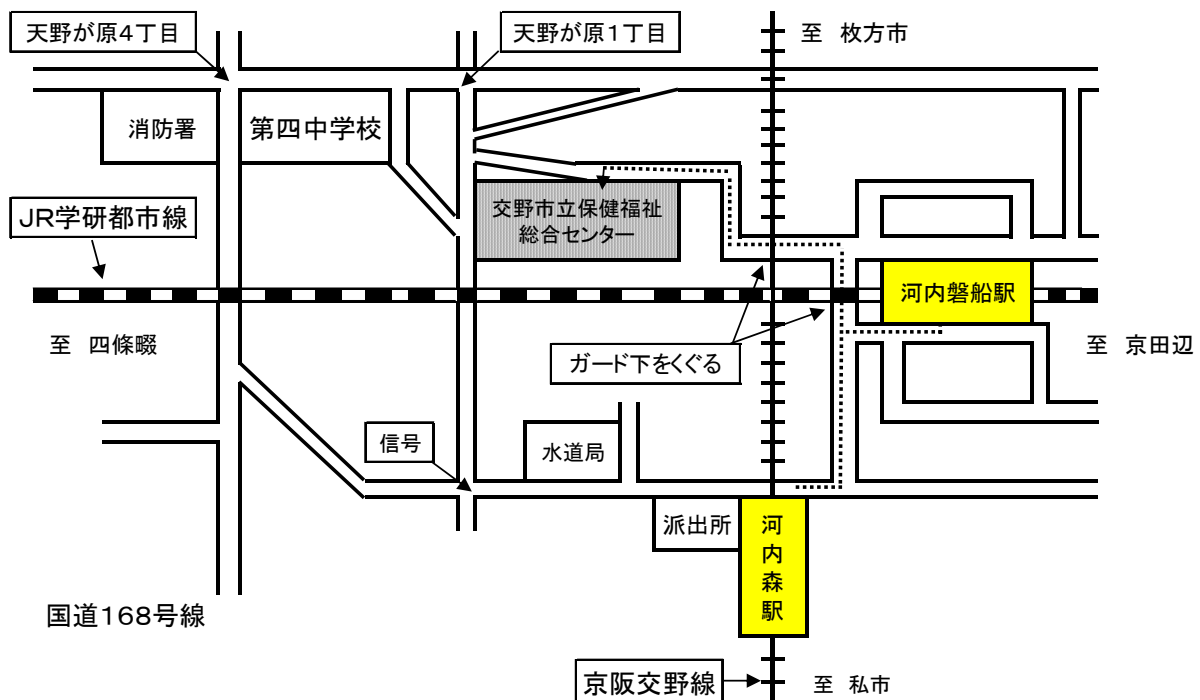 天野が原4丁目
天野が原1丁目
至 枚方市
消防署
第四中学校
交野市立保健福祉
総合センター
JR学研都市線
河内磐船駅
至 四條畷
ガード下をくぐる
至 京田辺
信号
水道局
派出所
河内森駅
国道168号線
京阪交野線
至 私市